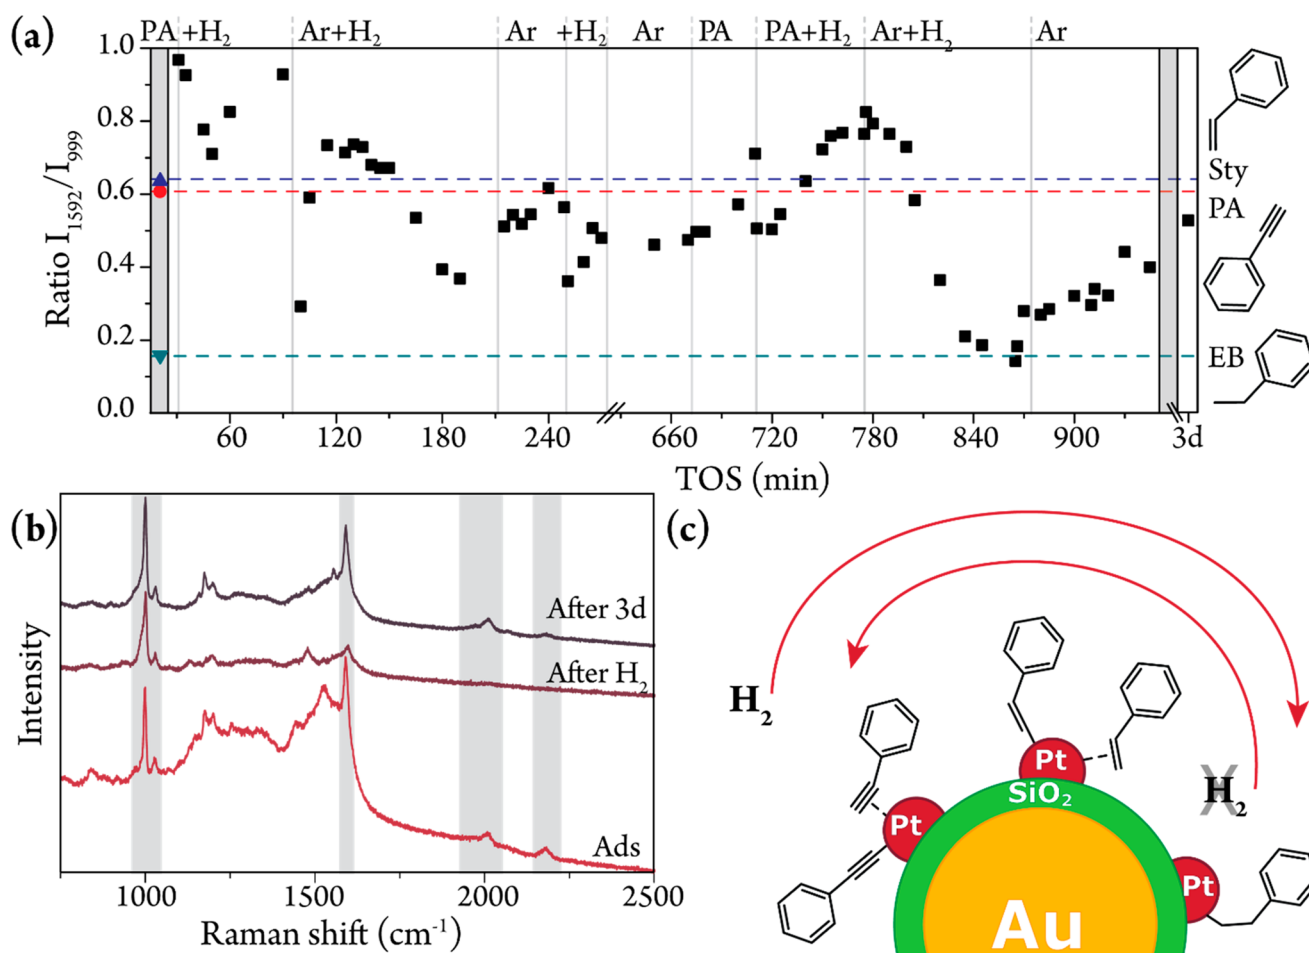 (a)
PA +H₂ Ar+H₂ Ar +H₂ Ar PA PA+H₂ Ar+H₂ Ar
Ratio I₁₅₉₂/I₉₉₉
1.0
0.8
0.6
0.4
0.2
0.0
60 120 180 240 660 720 780 840 900 3d
TOS (min)
Sty
PA
EB
(b)
Intensity
After 3d
After H₂
Ads
1000 1500 2000 2500
Raman shift (cm⁻¹)
(c)
H₂
H₂
Pt
Pt
Pt
SiO₂
Au